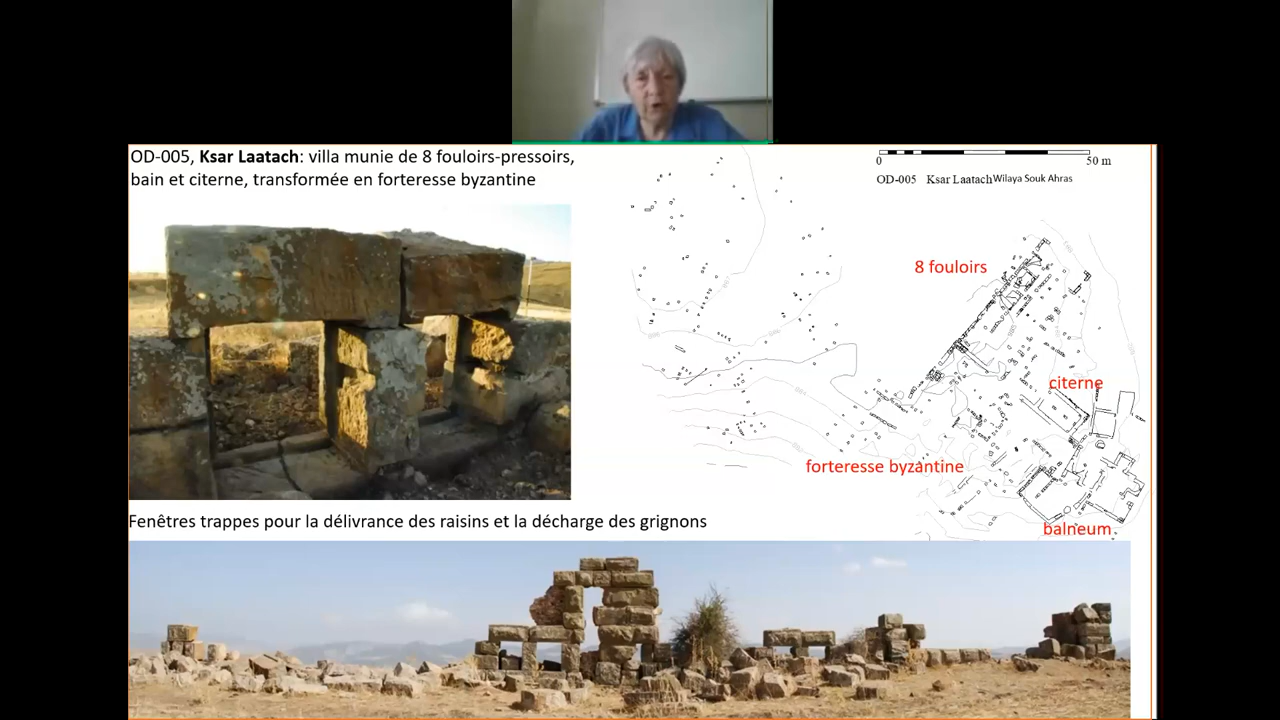 OD-005, Ksar Laatach: villa munie de 8 fouloirs-pressoirs,
bain et citerne, transformée en forteresse byzantine
0 50 m
OD-005 Ksar Laatach Wilaya Souk Ahras
8 fouloirs
citerne
forteresse byzantine
balneum
Fenêtres trappes pour la délivrance des raisins et la décharge des grignons